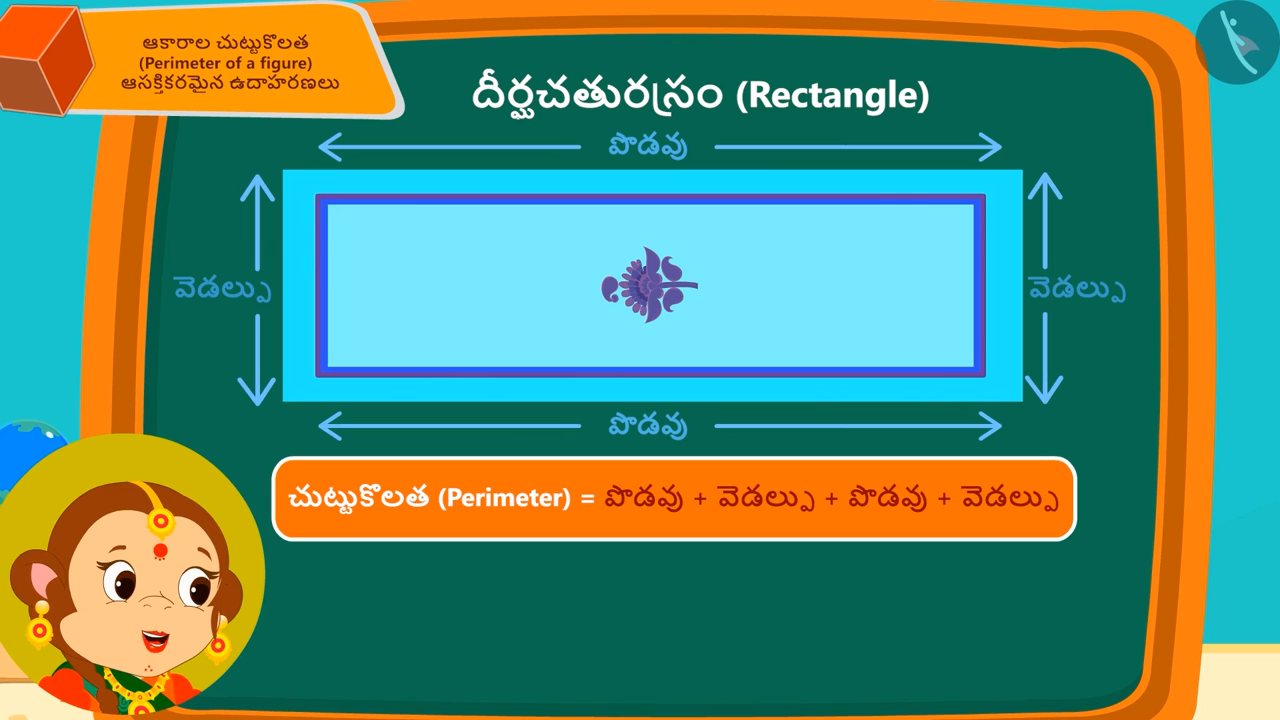 ఆకారాల చుట్టుకొలత
(Perimeter of a figure)
ఆసక్తికరమైన ఉదాహరణలు
దీర్ఘచతురస్రం (Rectangle)
పొడవు
వెడల్పు
వెడల్పు
పొడవు
చుట్టుకొలత (Perimeter) = పొడవు + వెడల్పు + పొడవు + వెడల్పు